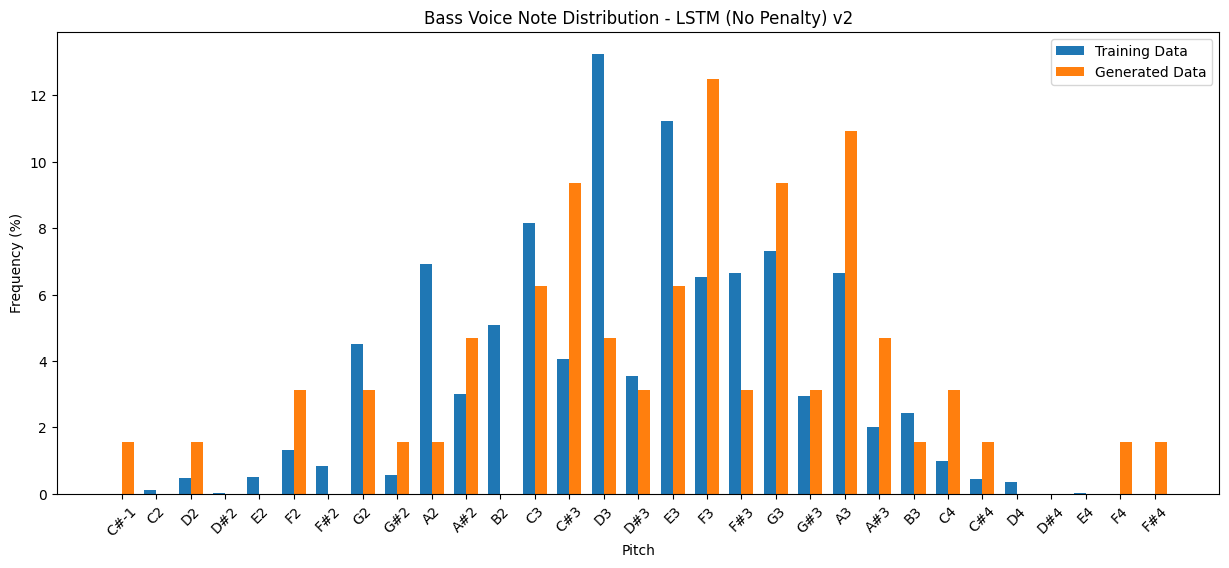 Bass Voice Note Distribution - LSTM (No Penalty) v2
Training Data
Generated Data
Frequency (%)
12
10
8
6
4
2
0
C#-1 C2 D2 D#2 E2 F2 F#2 G2 G#2 A2 A#2 B2 C3 C#3 D3 D#3 E3 F3 F#3 G3 G#3 A3 A#3 B3 C4 C#4 D4 D#4 E4 F4 F#4
Pitch